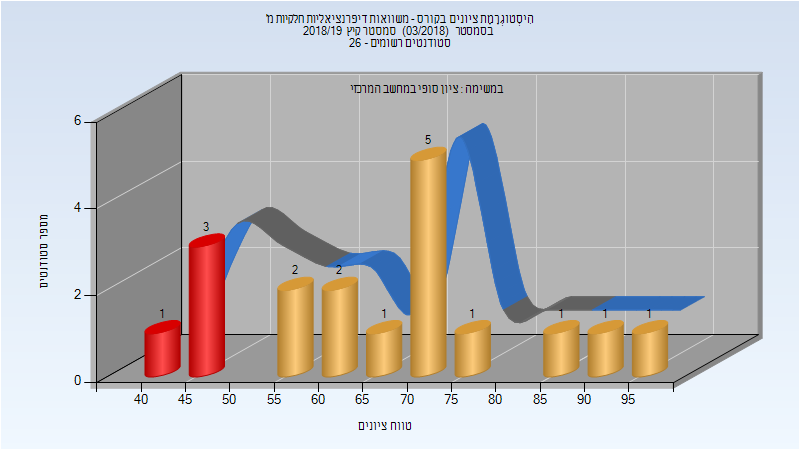 הִיסְטוֹגְרַמַת ציונים בקורס - משוואות דיפרנציאליות חלקיות מ'
בסמסטר (03/2018) סמסטר קיץ 2018/19
סטודנטים רשומים - 26
במשימה : ציון סופי במחשב המרכזי
מספר סטודנטים
6
4
2
0
1
3
2
2
1
5
1
1
1
1
40 45 50 55 60 65 70 75 80 85 90 95
טווח ציונים